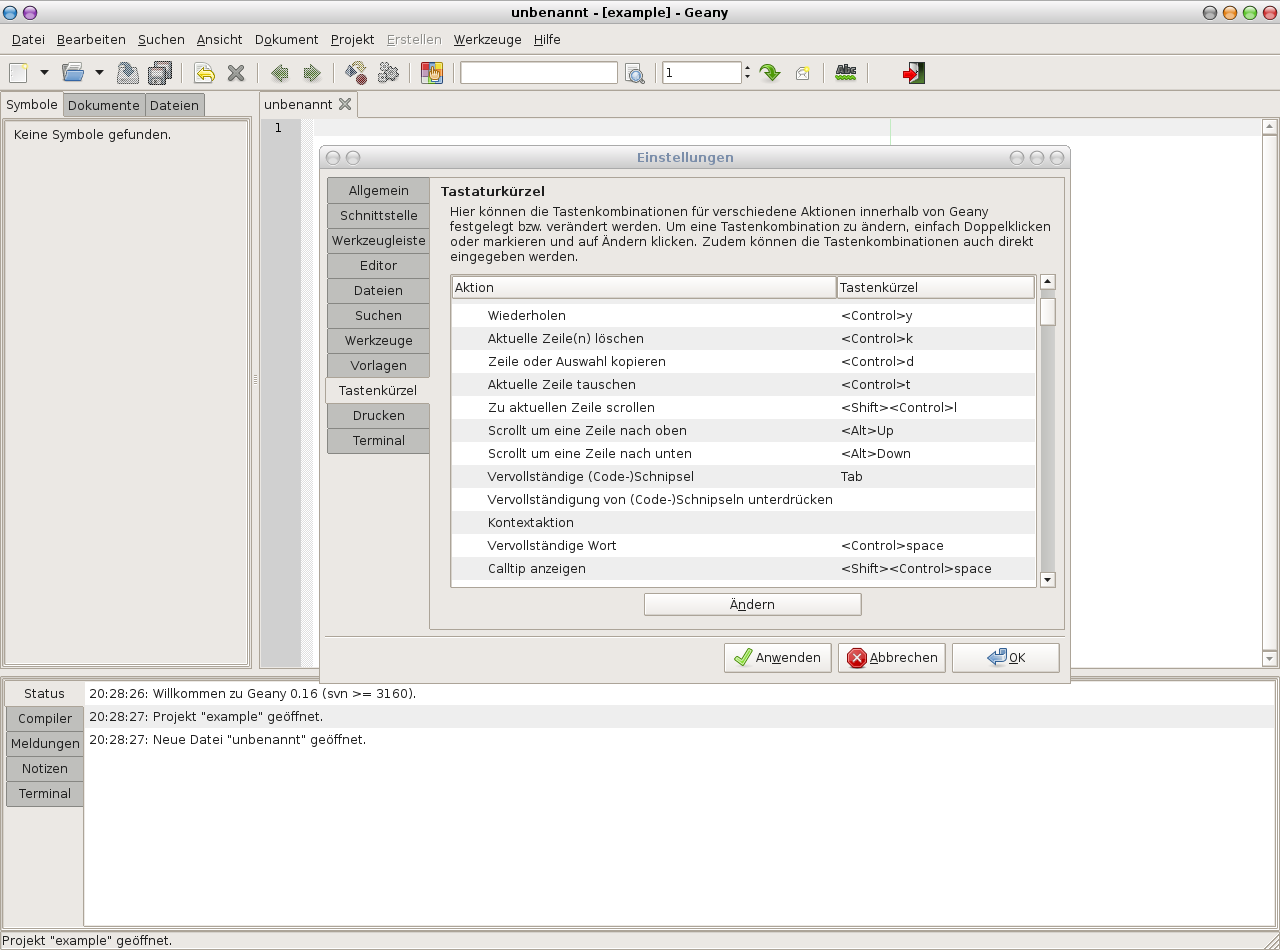 unbenannt - [example] - Geany
Datei Bearbeiten Suchen Ansicht Dokument Projekt Erstellen Werkzeuge Hilfe
1 Abc
Symbole Dokumente Dateien
unbenannt
Keine Symbole gefunden.
1
Einstellungen
Allgemein
Schnittstelle
Werkzeugleiste
Editor
Dateien
Suchen
Werkzeuge
Vorlagen
Tastenkürzel
Drucken
Terminal
Tastaturkürzel
Hier können die Tastenkombinationen für verschiedene Aktionen innerhalb von Geany
festgelegt bzw. verändert werden. Um eine Tastenkombination zu ändern, einfach Doppelklicken
oder markieren und auf Ändern klicken. Zudem können die Tastenkombinationen auch direkt
eingegeben werden.
Aktion Tastenkürzel
Wiederholen <Control>y
Aktuelle Zeile(n) löschen <Control>k
Zeile oder Auswahl kopieren <Control>d
Aktuelle Zeile tauschen <Control>t
Zu aktuellen Zeile scrollen <Shift><Control>l
Scrollt um eine Zeile nach oben <Alt>Up
Scrollt um eine Zeile nach unten <Alt>Down
Vervollständige (Code-)Schnipsel Tab
Vervollständigung von (Code-)Schnipseln unterdrücken
Kontextaktion
Vervollständige Wort <Control>space
Calltip anzeigen <Shift><Control>space
Ändern
Anwenden Abbrechen OK
Status
Compiler
Meldungen
Notizen
Terminal
20:28:26: Willkommen zu Geany 0.16 (svn >= 3160).
20:28:27: Projekt "example" geöffnet.
20:28:27: Neue Datei "unbenannt" geöffnet.
Projekt "example" geöffnet.